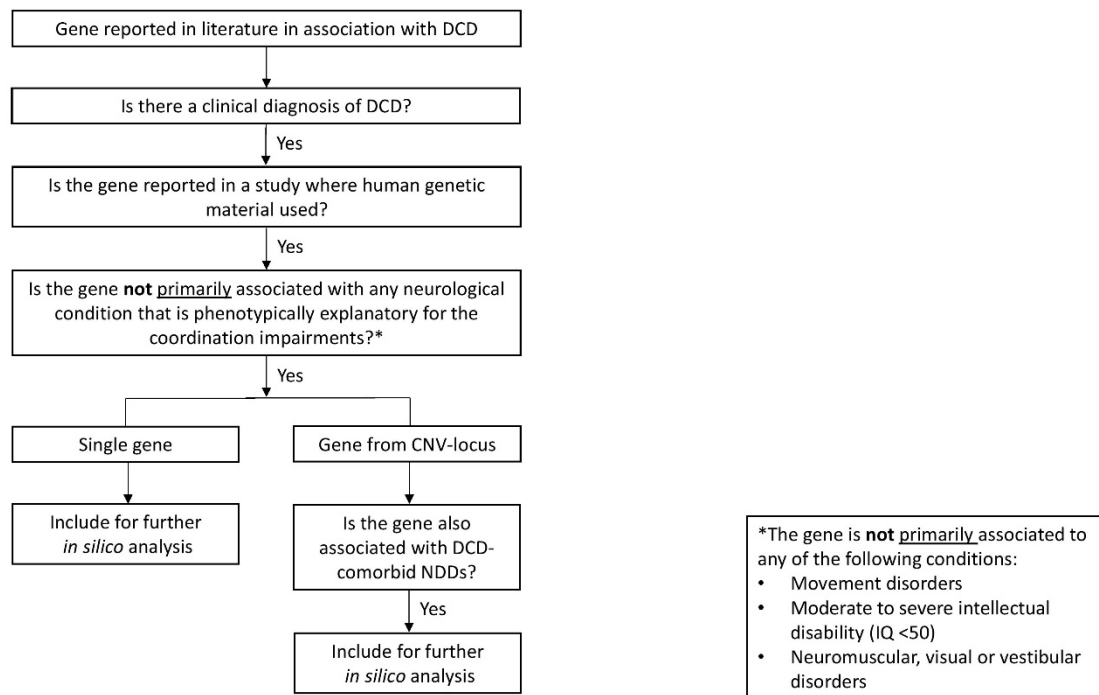 Gene reported in literature in association with DCD
Is there a clinical diagnosis of DCD?
Yes
Is the gene reported in a study where human genetic
material used?
Yes
Is the gene not primarily associated with any neurological
condition that is phenotypically explanatory for the
coordination impairments?*
Yes
Single gene
Gene from CNV-locus
Include for further
in silico analysis
Is the gene also
associated with DCD-
comorbid NDDs?
Yes
Include for further
in silico analysis
*The gene is not primarily associated to
any of the following conditions:
• Movement disorders
• Moderate to severe intellectual
disability (IQ <50)
• Neuromuscular, visual or vestibular
disorders